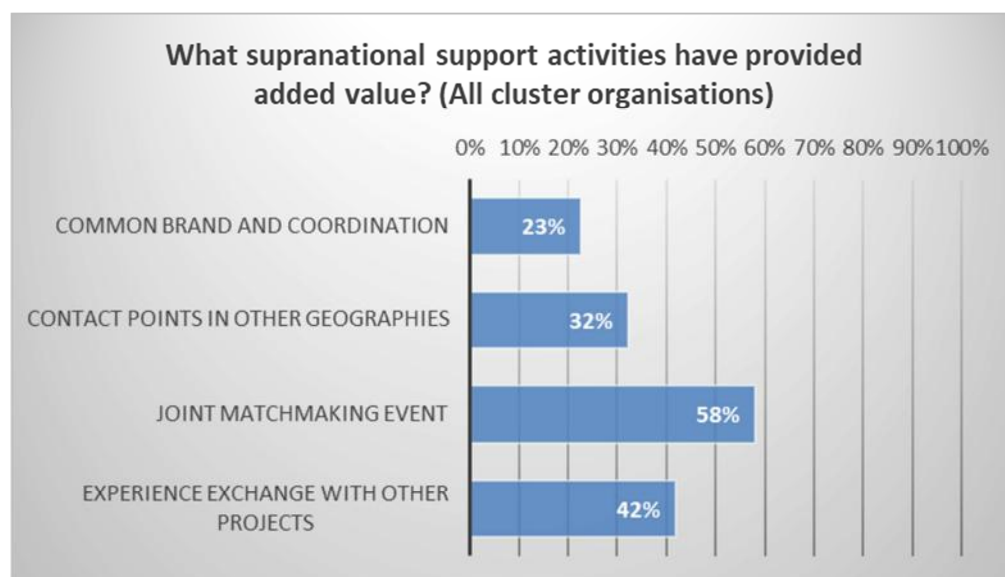 What supranational support activities have provided
added value? (All cluster organisations)
0% 10% 20% 30% 40% 50% 60% 70% 80% 90% 100%
COMMON BRAND AND COORDINATION
23%
CONTACT POINTS IN OTHER GEOGRAPHIES
32%
JOINT MATCHMAKING EVENT
58%
EXPERIENCE EXCHANGE WITH OTHER
PROJECTS
42%